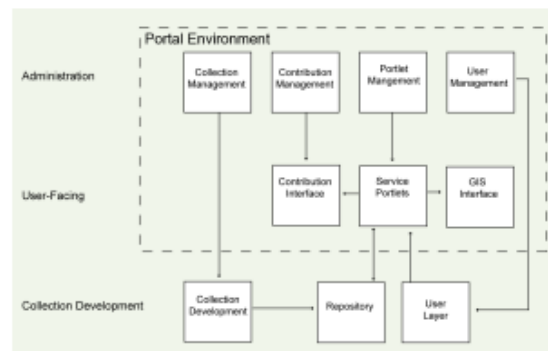 Portal Environment
Administration
Collection
Management
Contribution
Management
Portlet
Mangement
User
Management
User-Facing
Contribution
Interface
Service
Portlets
GIS
Interface
Collection Development
Collection
Development
Repository
User
Layer